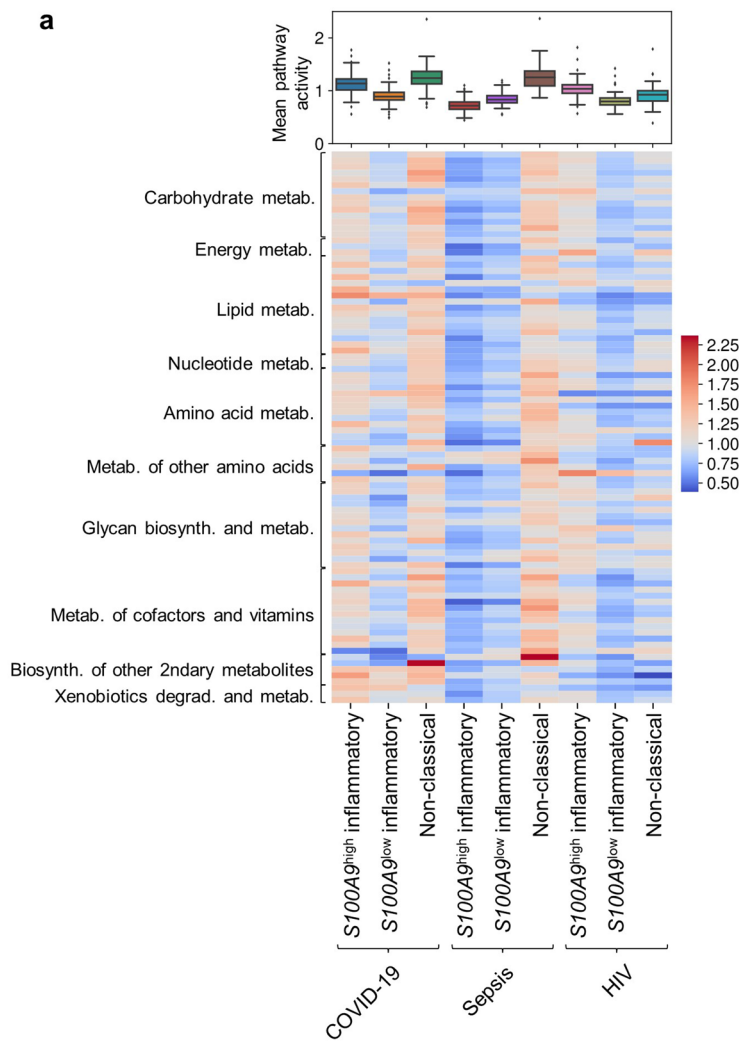 a
Mean pathway
activity
2
1
0
Carbohydrate metab.
Energy metab.
Lipid metab.
Nucleotide metab.
Amino acid metab.
Metab. of other amino acids
Glycan biosynth. and metab.
Metab. of cofactors and vitamins
Biosynth. of other 2ndary metabolites
Xenobiotics degrad. and metab.
2.25
2.00
1.75
1.50
1.25
1.00
0.75
0.50
S100A9high inflammatory
S100A9low inflammatory
Non-classical
S100A9high inflammatory
S100A9low inflammatory
Non-classical
S100A9high inflammatory
S100A9low inflammatory
Non-classical
COVID-19
Sepsis
HIV